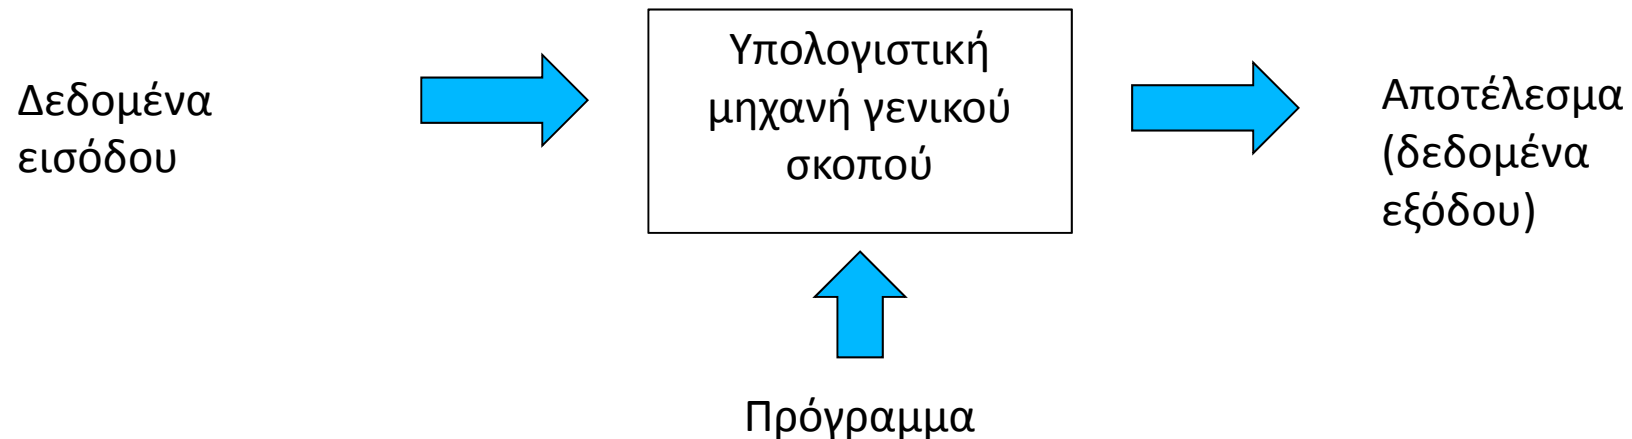 Δεδομένα
εισόδου
Υπολογιστική
μηχανή γενικού
σκοπού
Αποτέλεσμα
(δεδομένα
εξόδου)
Πρόγραμμα